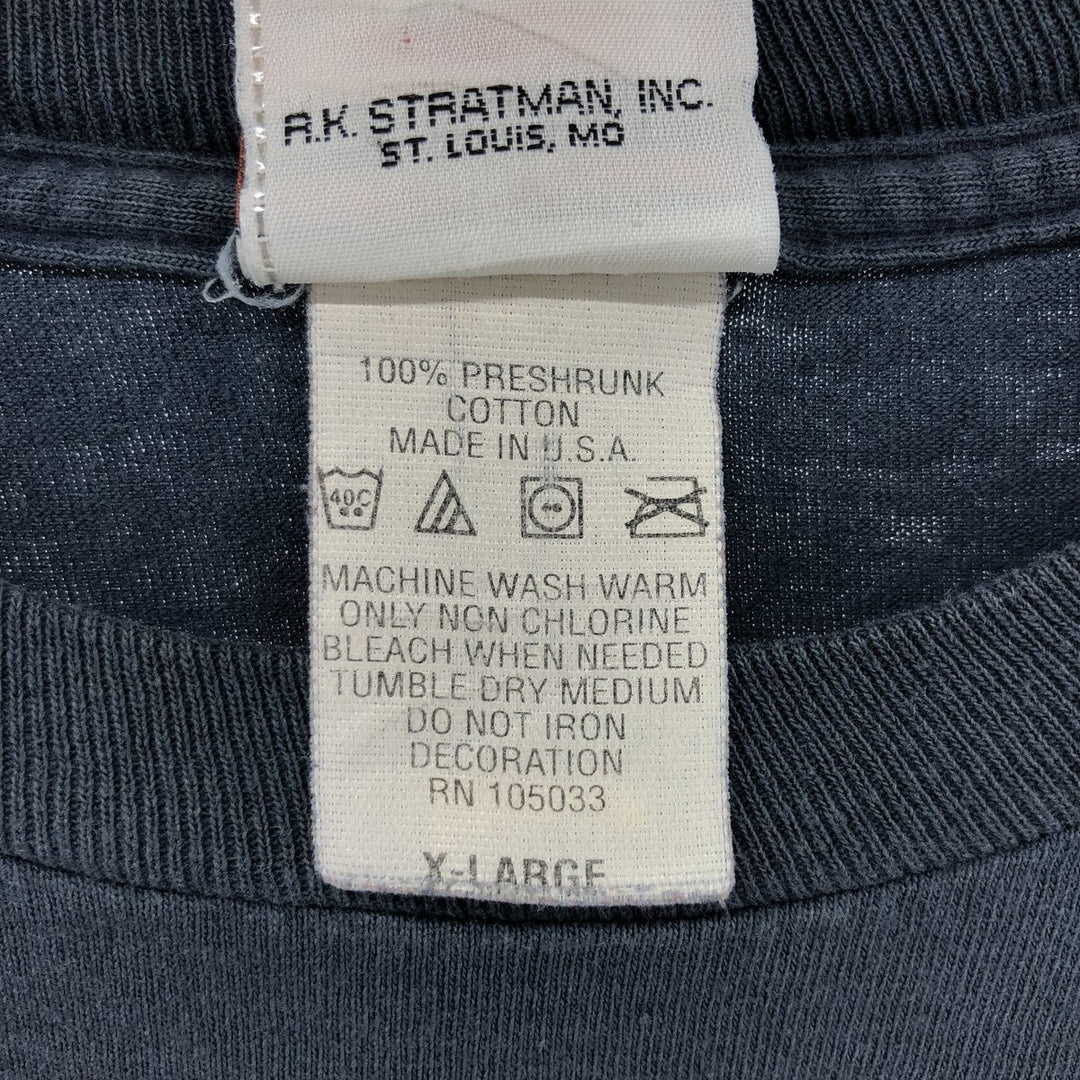 R.K. STRATMAN, INC.
ST. LOUIS, MO
100% PRESHRUNK
COTTON
MADE IN U.S.A.
40C
MACHINE WASH WARM
ONLY NON CHLORINE
BLEACH WHEN NEEDED
TUMBLE DRY MEDIUM
DO NOT IRON
DECORATION
RN 105033
X-LARGE